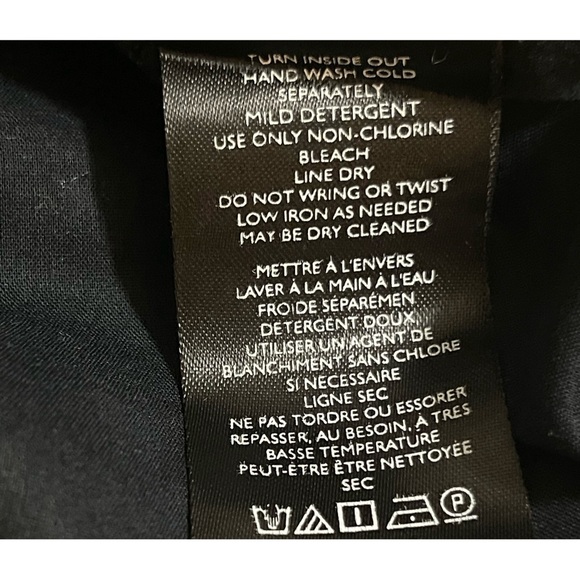 TURN INSIDE OUT
HAND WASH COLD
SEPARATELY
MILD DETERGENT
USE ONLY NON-CHLORINE
BLEACH
LINE DRY
DO NOT WRING OR TWIST
LOW IRON AS NEEDED
MAY BE DRY CLEANED
METTRE À L'ENVERS
LAVER À LA MAIN À L'EAU
FROIDE SÉPARÉMEN
DETERGENT DOUX
UTILISER UN AGENT DE
BLANCHIMENT SANS CHLORE
SI NECESSAIRE
LIGNE SEC
NE PAS TORDRE OU ESSORER
REPASSER, AU BESOIN, À TRES
BASSE TEMPERATURE
PEUT-ÈTRE ÊTRE NETTOYÉE
SEC
P